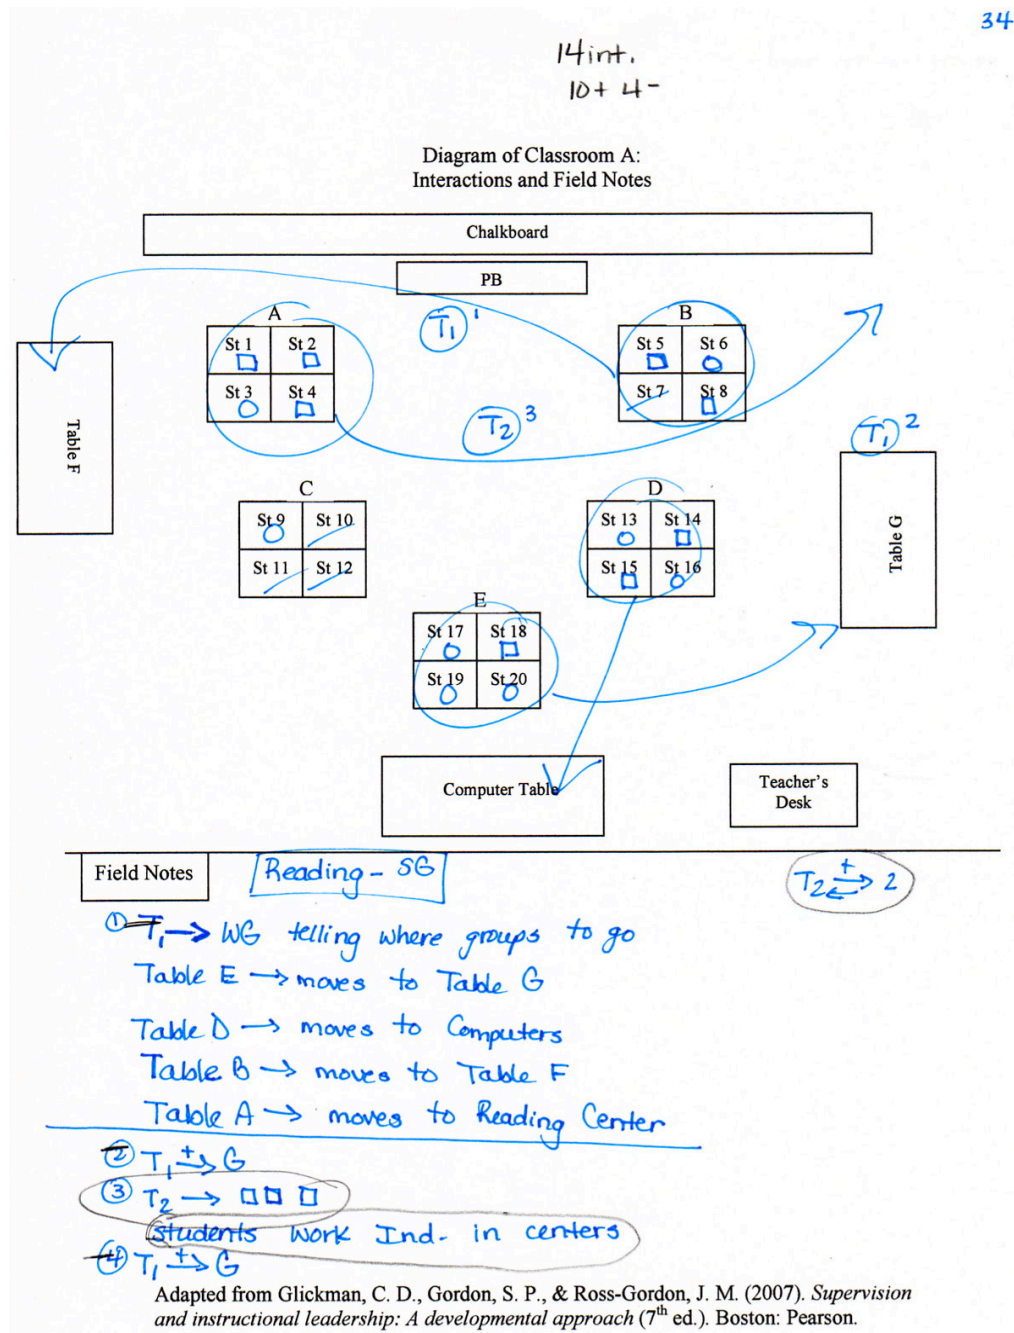 34
14 int.
10+ 4-
Diagram of Classroom A:
Interactions and Field Notes
Chalkboard
PB
T1 1
A
St 1 St 2
St 3 St 4
B
St 5 St 6
St 7 St 8
T2 3
T1 2
Table F
Table G
C
St 9 St 10
St 11 St 12
D
St 13 St 14
St 15 St 16
E
St 17 St 18
St 19 St 20
Computer Table
Teacher's
Desk
Field Notes
Reading - SG
T2 + 2
① T1 → WG telling where groups to go
Table E → moves to Table G
Table D → moves to Computers
Table B → moves to Table F
Table A → moves to Reading Center
② T1 +→ G
③ T2 → □□ □
students work Ind. in centers
④ T1 +→ G
Adapted from Glickman, C. D., Gordon, S. P., & Ross-Gordon, J. M. (2007). Supervision
and instructional leadership: A developmental approach (7th ed.). Boston: Pearson.